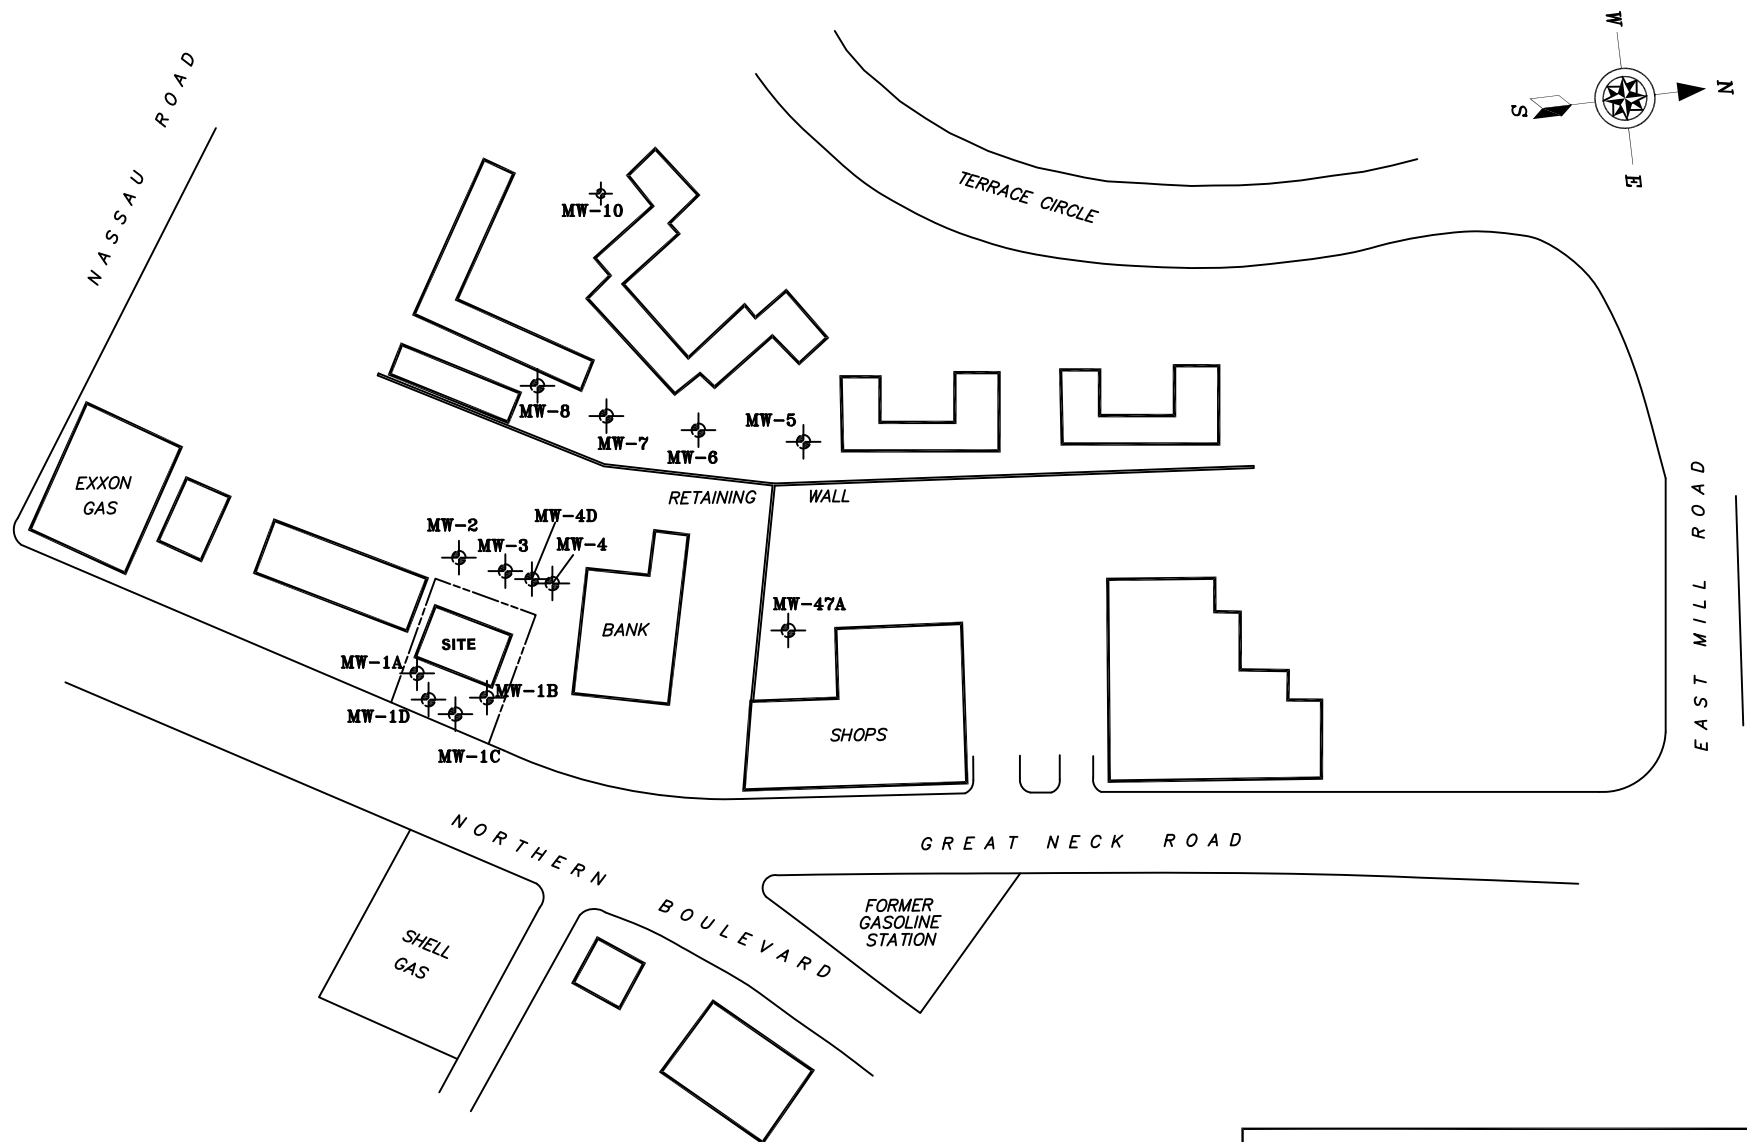 W
N
S
E
NASSAU ROAD
TERRACE CIRCLE
MW-10
MW-8
MW-7
MW-6
MW-5
RETAINING WALL
EXXON
GAS
MW-2
MW-3
MW-4D
MW-4
MW-47A
BANK
SITE
MW-1A
MW-1B
MW-1D
MW-1C
SHOPS
EAST MILL ROAD
NORTHERN BOULEVARD
GREAT NECK ROAD
FORMER
GASOLINE
STATION
SHELL
GAS